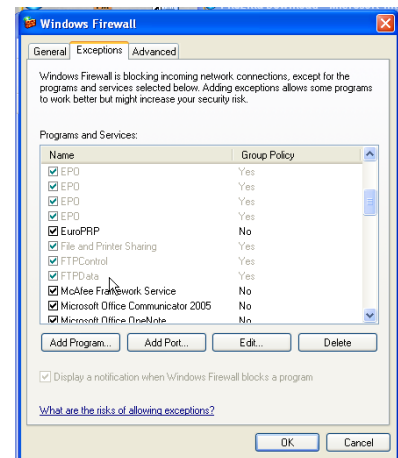 Windows Firewall
General Exceptions Advanced
Windows Firewall is blocking incoming network connections, except for the
programs and services selected below. Adding exceptions allows some programs
to work better but might increase your security risk.
Programs and Services:
Name Group Policy
EPO Yes
EPO Yes
EPO Yes
EPO Yes
EuroPRP No
File and Printer Sharing Yes
FTPControl Yes
FTPData Yes
McAfee Framework Service No
Microsoft Office Communicator 2005 No
Microsoft Office OneNote No
Add Program... Add Port... Edit... Delete
Display a notification when Windows Firewall blocks a program
What are the risks of allowing exceptions?
OK Cancel